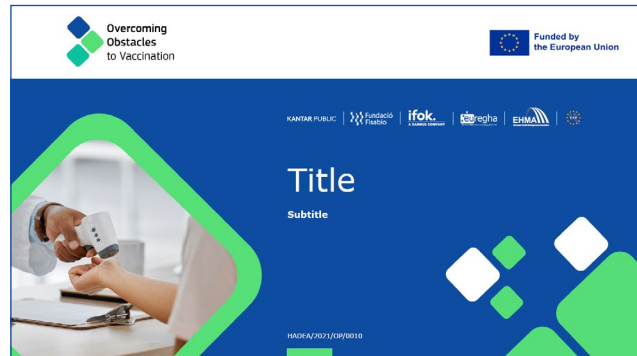 Overcoming
Obstacles
to Vaccination
Funded by
the European Union
KANTAR PUBLIC
Fundació
Fisabio
ifok.
euregha
EHMA
Title
Subtitle
HADEA/2021/OP/0010